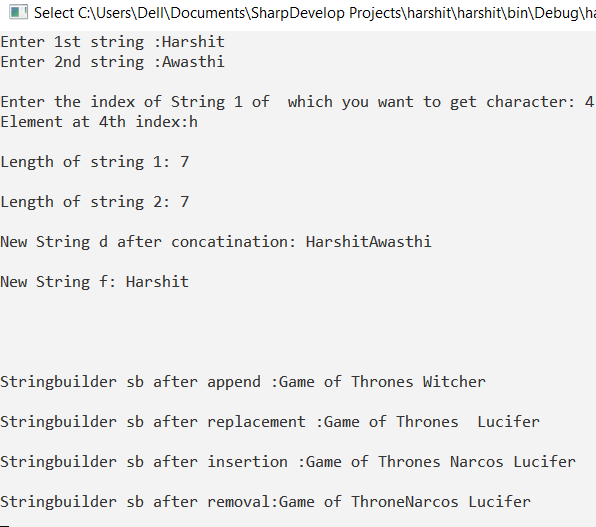 Select C:\Users\Dell\Documents\SharpDevelop Projects\harshit\harshit\bin\Debug\ha
Enter 1st string :Harshit
Enter 2nd string :Awasthi
Enter the index of String 1 of  which you want to get character: 4
Element at 4th index:h
Length of string 1: 7
Length of string 2: 7
New String d after concatination: HarshitAwasthi
New String f: Harshit
Stringbuilder sb after append :Game of Thrones Witcher
Stringbuilder sb after replacement :Game of Thrones  Lucifer
Stringbuilder sb after insertion :Game of Thrones Narcos Lucifer
Stringbuilder sb after removal:Game of ThroneNarcos Lucifer